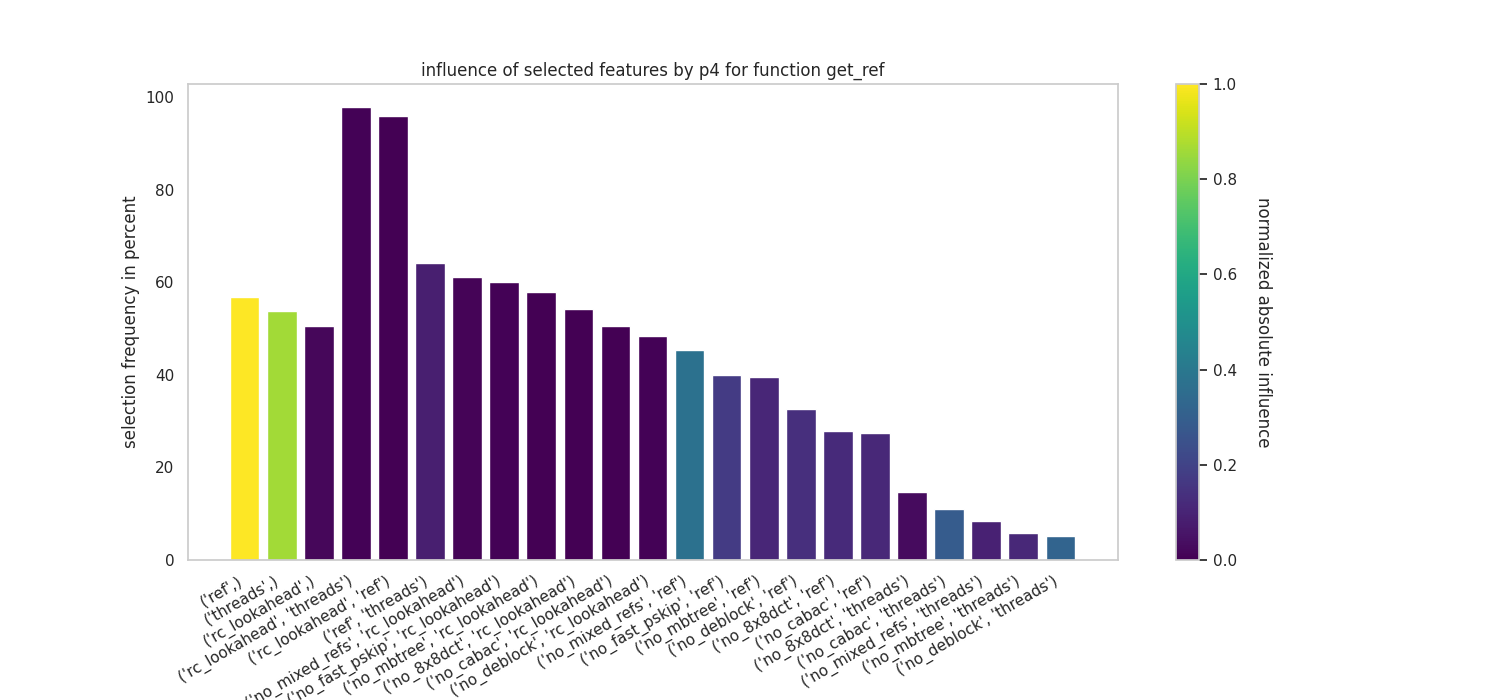 influence of selected features by p4 for function get_ref
selection frequency in percent
100
80
60
40
20
0
('ref',)
('threads',)
('rc_lookahead',)
('rc_lookahead', 'threads')
('rc_lookahead', 'ref')
('ref', 'threads')
('no_mixed_refs', 'rc_lookahead')
('no_fast_pskip', 'rc_lookahead')
('no_mbtree', 'rc_lookahead')
('no_8x8dct', 'rc_lookahead')
('no_cabac', 'rc_lookahead')
('no_deblock', 'rc_lookahead')
('no_mixed_refs', 'ref')
('no_fast_pskip', 'ref')
('no_mbtree', 'ref')
('no_deblock', 'ref')
('no_8x8dct', 'ref')
('no_cabac', 'ref')
('no_8x8dct', 'threads')
('no_cabac', 'threads')
('no_mixed_refs', 'threads')
('no_mbtree', 'threads')
('no_deblock', 'threads')
1.0
0.8
0.6
0.4
0.2
0.0
normalized absolute influence